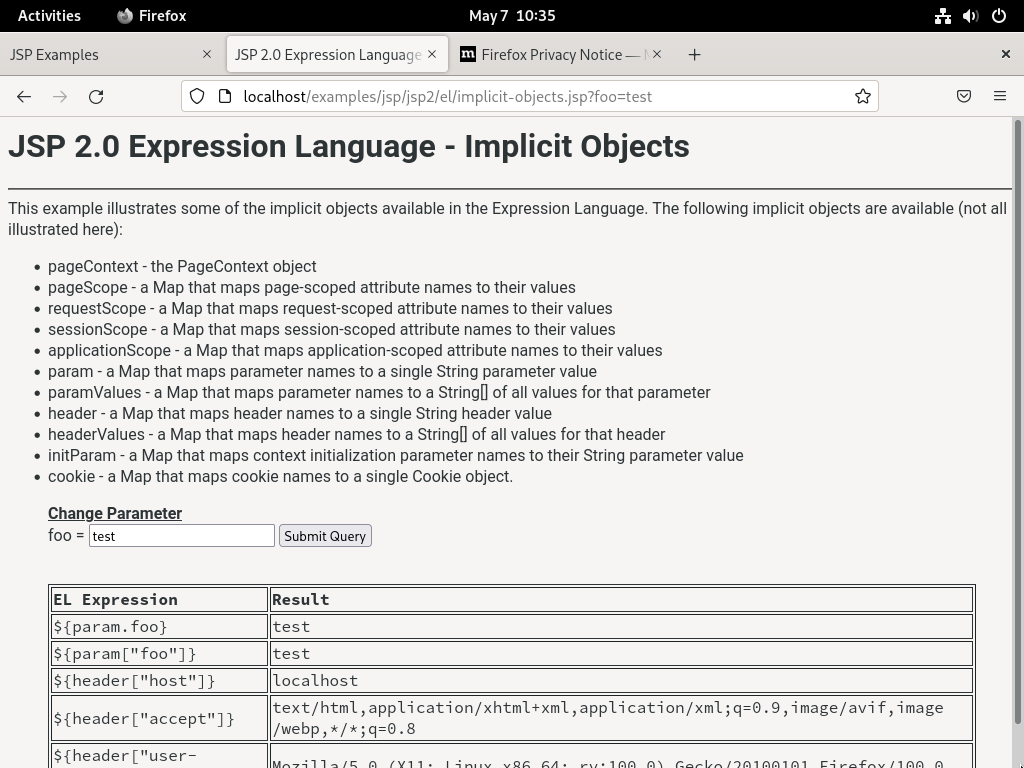 Activities Firefox May 7 10:35
JSP Examples JSP 2.0 Expression Language Firefox Privacy Notice —
localhost/examples/jsp/jsp2/el/implicit-objects.jsp?foo=test
JSP 2.0 Expression Language - Implicit Objects
This example illustrates some of the implicit objects available in the Expression Language. The following implicit objects are available (not all
illustrated here):
• pageContext - the PageContext object
• pageScope - a Map that maps page-scoped attribute names to their values
• requestScope - a Map that maps request-scoped attribute names to their values
• sessionScope - a Map that maps session-scoped attribute names to their values
• applicationScope - a Map that maps application-scoped attribute names to their values
• param - a Map that maps parameter names to a single String parameter value
• paramValues - a Map that maps parameter names to a String[] of all values for that parameter
• header - a Map that maps header names to a single String header value
• headerValues - a Map that maps header names to a String[] of all values for that header
• initParam - a Map that maps context initialization parameter names to their String parameter value
• cookie - a Map that maps cookie names to a single Cookie object.
Change Parameter
foo = test Submit Query
EL Expression Result
${param.foo} test
${param["foo"]} test
${header["host"]} localhost
${header["accept"]} text/html,application/xhtml+xml,application/xml;q=0.9,image/avif,image
/webp,*/*;q=0.8
${header["user-
Mozilla/5.0 (X11; Linux x86_64; rv:100.0) Gecko/20100101 Firefox/100.0